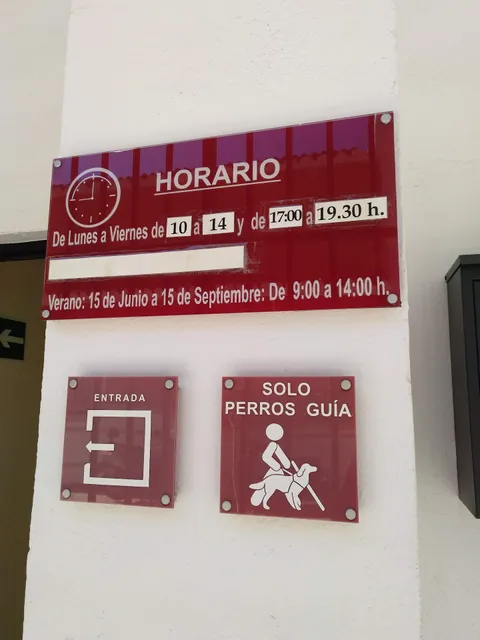 HORARIO
De Lunes a Viernes de 10 a 14 y de 17:00 a 19.30 h.
Verano: 15 de Junio a 15 de Septiembre: De 9:00 a 14:00 h.
ENTRADA
SOLO
PERROS GUÍA